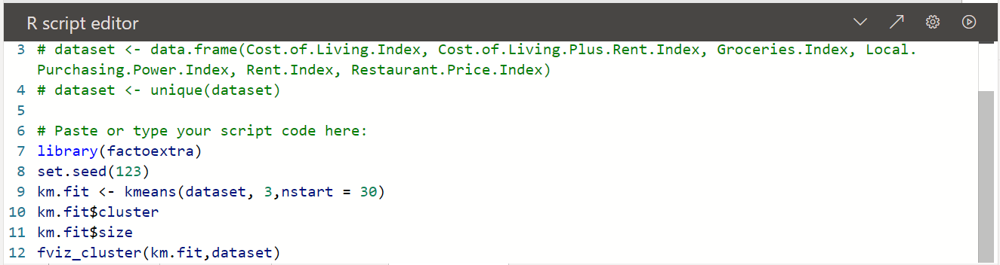 R script editor
3 # dataset <- data.frame(Cost.of.Living.Index, Cost.of.Living.Plus.Rent.Index, Groceries.Index, Local.
Purchasing.Power.Index, Rent.Index, Restaurant.Price.Index)
4 # dataset <- unique(dataset)
5
6 # Paste or type your script code here:
7 library(factoextra)
8 set.seed(123)
9 km.fit <- kmeans(dataset, 3,nstart = 30)
10 km.fit$cluster
11 km.fit$size
12 fviz_cluster(km.fit,dataset)